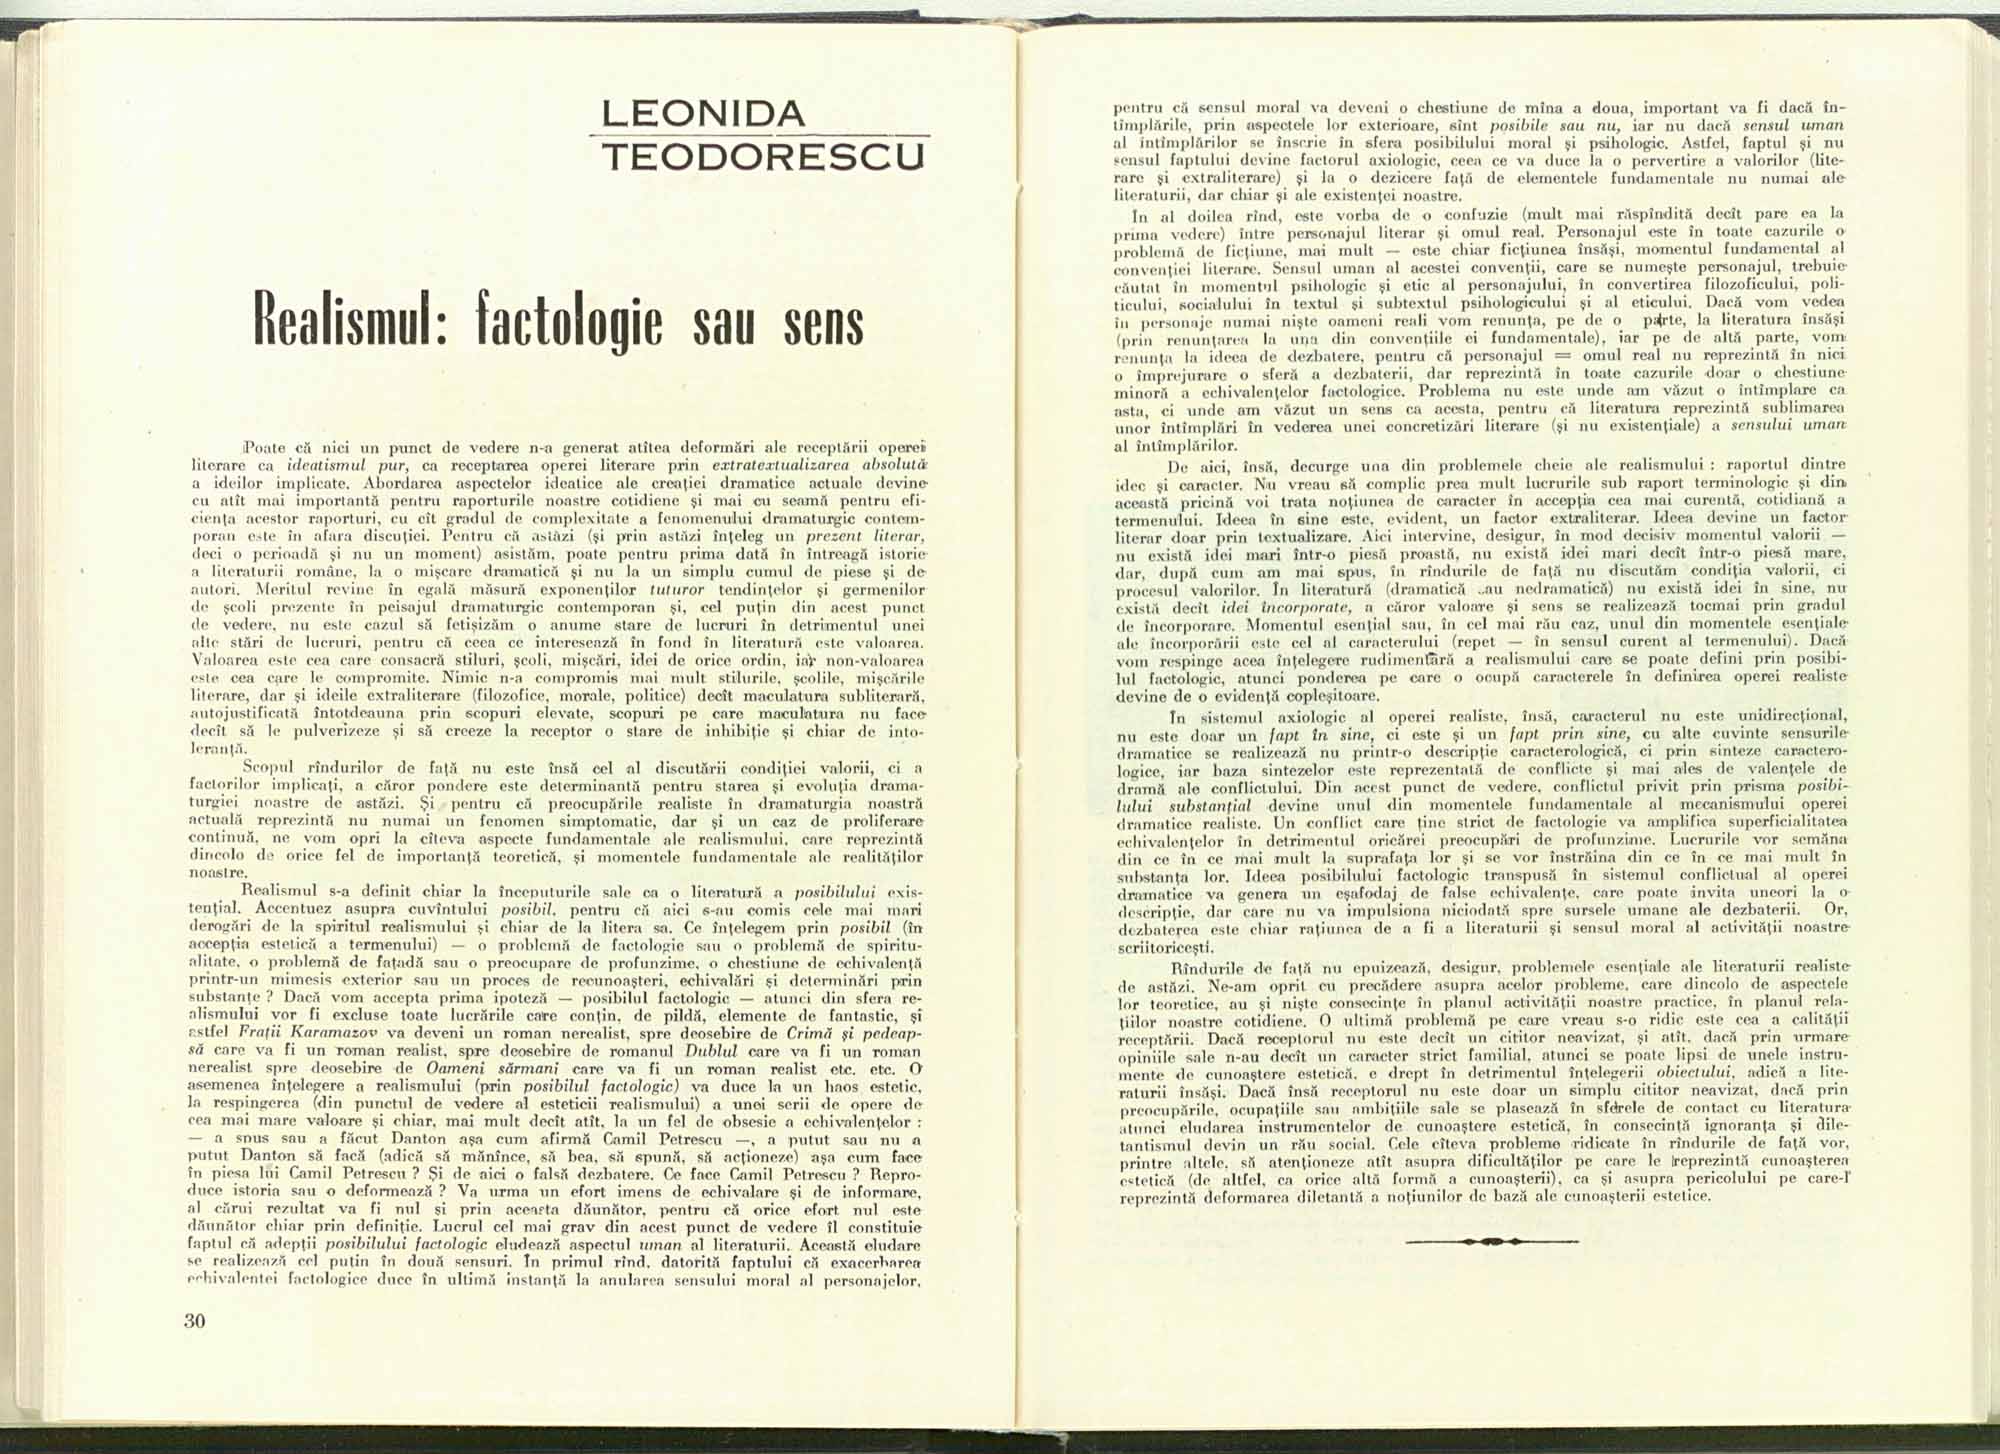 LEONIDA
TEODORESCU
Realismul: factologie sau sens
Poate că nici un punct de vedere n-a generat atîtea deformări ale receptării operei
literare ca ideatismul pur, ca receptarea operei literare prin extratextualizarea absolută
a ideilor implicate. Abordarea aspectelor ideatice ale creației dramatice actuale devine
cu atît mai importantă pentru raporturile noastre cotidiene și mai cu seamă pentru efi-
ciența acestor raporturi, cu cît gradul de complexitate a fenomenului dramaturgic contem-
poran este în afara discuției. Pentru că astăzi (și prin astăzi înțeleg un prezent literar,
deci o perioadă și nu un moment) asistăm, poate pentru prima dată în întreagă istorie
a literaturii române, la o mișcare dramatică și nu la un simplu cumul de piese și de
autori. Meritul revine în egală măsură exponenților tuturor tendințelor și germenilor
de școli prezente în peisajul dramaturgic contemporan și, cel puțin din acest punct
de vedere, nu este cazul să fetișizăm o anume stare de lucruri în detrimentul unei
alte stări de lucruri, pentru că ceea ce interesează în fond în literatură este valoarea.
Valoarea este cea care consacră stiluri, școli, mișcări, idei de orice ordin, iar non-valoarea
este cea care le compromite. Nimic n-a compromis mai mult stilurile, școlile, mișcările
literare, dar și ideile extraliterare (filozofice, morale, politice) decît maculatura subliterară,
autojustificată întotdeauna prin scopuri elevate, scopuri pe care maculatura nu face
decît să le pulverizeze și să creeze la receptor o stare de inhibiție și chiar de into-
leranță.
Scopul rîndurilor de față nu este însă cel al discutării condiției valorii, ci a
factorilor implicați, a căror pondere este determinantă pentru starea și evoluția drama-
turgiei noastre de astăzi. Și pentru că preocupările realiste în dramaturgia noastră
actuală reprezintă nu numai un fenomen simptomatic, dar și un caz de proliferare
continuă, ne vom opri la cîteva aspecte fundamentale ale realismului, care reprezintă
dincolo de orice fel de importanță teoretică, și momentele fundamentale ale realităților
noastre.
Realismul s-a definit chiar la începuturile sale ca o literatură a posibilului exis-
tențial. Accentuez asupra cuvîntului posibil, pentru că aici s-au comis cele mai mari
derogări de la spiritul realismului și chiar de la litera sa. Ce înțelegem prin posibil (în
accepția estetică a termenului) — o problemă de factologie sau o problemă de spiritu-
alitate, o problemă de fațadă sau o preocupare de profunzime, o chestiune de echivalență
printr-un mimesis exterior sau un proces de recunoașteri, echivalări și determinări prin
substanțe ? Dacă vom accepta prima ipoteză — posibilul factologic — atunci din sfera re-
alismului vor fi excluse toate lucrările care conțin, de pildă, elemente de fantastic, și
astfel Frații Karamazov va deveni un roman nerealist, spre deosebire de Crimă și pedeap-
să care va fi un roman realist, spre deosebire de romanul Dublul care va fi un roman
nerealist spre deosebire de Oameni sărmani care va fi un roman realist etc. etc. O
asemenea înțelegere a realismului (prin posibilul factologic) va duce la un haos estetic,
la respingerea (din punctul de vedere al esteticii realismului) a unei serii de opere de
cea mai mare valoare și chiar, mai mult decît atît, la un fel de obsesie a echivalențelor :
— a spus sau a făcut Danton așa cum afirmă Camil Petrescu —, a putut sau nu a
putut Danton să facă (adică să mănînce, să bea, să spună, să acționeze) așa cum face
în piesa lui Camil Petrescu ? Și de aici o falsă dezbatere. Ce face Camil Petrescu ? Repro-
duce istoria sau o deformează ? Va urma un efort imens de echivalare și de informare,
al cărui rezultat va fi nul și prin aceasta dăunător, pentru că orice efort nul este
dăunător chiar prin definiție. Lucrul cel mai grav din acest punct de vedere îl constituie
faptul că adepții posibilului factologic eludează aspectul uman al literaturii. Această eludare
se realizează cel puțin în două sensuri. În primul rînd, datorită faptului că exacerbarea
echivalenței factologice duce în ultimă instanță la anularea sensului moral al personajelor,
30
pentru că sensul moral va deveni o chestiune de mîna a doua, important va fi dacă în-
tîmplările, prin aspectele lor exterioare, sînt posibile sau nu, iar nu dacă sensul uman
al întîmplărilor se înscrie în sfera posibilului moral și psihologic. Astfel, faptul și nu
sensul faptului devine factorul axiologic, ceea ce va duce la o pervertire a valorilor (lite-
rare și extraliterare) și la o dezicere față de elementele fundamentale nu numai ale
literaturii, dar chiar și ale existenței noastre.
În al doilea rînd, este vorba de o confuzie (mult mai răspîndită decît pare ea la
prima vedere) între personajul literar și omul real. Personajul este în toate cazurile o
problemă de ficțiune, mai mult — este chiar ficțiunea însăși, momentul fundamental al
convenției literare. Sensul uman al acestei convenții, care se numește personajul, trebuie
căutat în momentul psihologic și etic al personajului, în convertirea filozoficului, poli-
ticului, socialului în textul și subtextul psihologicului și al eticului. Dacă vom vedea
în personaje numai niște oameni reali vom renunța, pe de o parte, la literatura însăși
(prin renunțarea la una din convențiile ei fundamentale), iar pe de altă parte, vom
renunța la ideea de dezbatere, pentru că personajul = omul real nu reprezintă în nici
o împrejurare o sferă a dezbaterii, dar reprezintă în toate cazurile doar o chestiune
minoră a echivalențelor factologice. Problema nu este unde am văzut o întîmplare ca
asta, ci unde am văzut un sens ca acesta, pentru că literatura reprezintă sublimarea
unor întîmplări în vederea unei concretizări literare (și nu existențiale) a sensului uman
al întîmplărilor.
De aici, însă, decurge una din problemele cheie ale realismului : raportul dintre
idee și caracter. Nu vreau să complic prea mult lucrurile sub raport terminologic și din
această pricină voi trata noțiunea de caracter în accepția cea mai curentă, cotidiană a
termenului. Ideea în sine este, evident, un factor extraliterar. Ideea devine un factor
literar doar prin textualizare. Aici intervine, desigur, în mod decisiv momentul valorii —
nu există idei mari într-o piesă proastă, nu există idei mari decît într-o piesă mare,
dar, după cum am mai spus, în rîndurile de față nu discutăm condiția valorii, ci
procesul valorilor. În literatură (dramatică sau nedramatică) nu există idei în sine, nu
există decît idei încorporate, a căror valoare și sens se realizează tocmai prin gradul
de încorporare. Momentul esențial sau, în cel mai rău caz, unul din momentele esențiale
ale încorporării este cel al caracterului (repet — în sensul curent al termenului). Dacă
vom respinge acea înțelegere rudimentară a realismului care se poate defini prin posibi-
lul factologic, atunci ponderea pe care o ocupă caracterele în definirea operei realiste
devine de o evidență copleșitoare.
În sistemul axiologic al operei realiste, însă, caracterul nu este unidirecțional,
nu este doar un fapt în sine, ci este și un fapt prin sine, cu alte cuvinte sensurile
dramatice se realizează nu printr-o descripție caracterologică, ci prin sinteze caractero-
logice, iar baza sintezelor este reprezentată de conflicte și mai ales de valențele de
dramă ale conflictului. Din acest punct de vedere, conflictul privit prin prisma posibi-
lului substanțial devine unul din momentele fundamentale al mecanismului operei
dramatice realiste. Un conflict care ține strict de factologie va amplifica superficialitatea
echivalențelor în detrimentul oricărei preocupări de profunzime. Lucrurile vor semăna
din ce în ce mai mult la suprafața lor și se vor înstrăina din ce în ce mai mult în
substanța lor. Ideea posibilului factologic transpusă în sistemul conflictual al operei
dramatice va genera un eșafodaj de false echivalențe, care poate invita uneori la o
descripție, dar care nu va impulsiona niciodată spre sursele umane ale dezbaterii. Or,
dezbaterea este chiar rațiunea de a fi a literaturii și sensul moral al activității noastre
scriitoricești.
Rîndurile de față nu epuizează, desigur, problemele esențiale ale literaturii realiste
de astăzi. Ne-am oprit cu precădere asupra acelor probleme, care dincolo de aspectele
lor teoretice, au și niște consecințe în planul activității noastre practice, în planul rela-
țiilor noastre cotidiene. O ultimă problemă pe care vreau s-o ridic este cea a calității
receptării. Dacă receptorul nu este decît un cititor neavizat, și atît, dacă prin urmare
opiniile sale n-au decît un caracter strict familial, atunci se poate lipsi de unele instru-
mente de cunoaștere estetică, e drept în detrimentul înțelegerii obiectului, adică a lite-
raturii însăși. Dacă însă receptorul nu este doar un simplu cititor neavizat, dacă prin
preocupările, ocupațiile sau ambițiile sale se plasează în sferele de contact cu literatura
atunci eludarea instrumentelor de cunoaștere estetică, în consecință ignoranța și dile-
tantismul devin un rău social. Cele cîteva probleme ridicate în rîndurile de față vor,
printre altele, să atenționeze atît asupra dificultăților pe care le reprezintă cunoașterea
estetică (de altfel, ca orice altă formă a cunoașterii), ca și asupra pericolului pe care-l
reprezintă deformarea diletantă a noțiunilor de bază ale cunoașterii estetice.